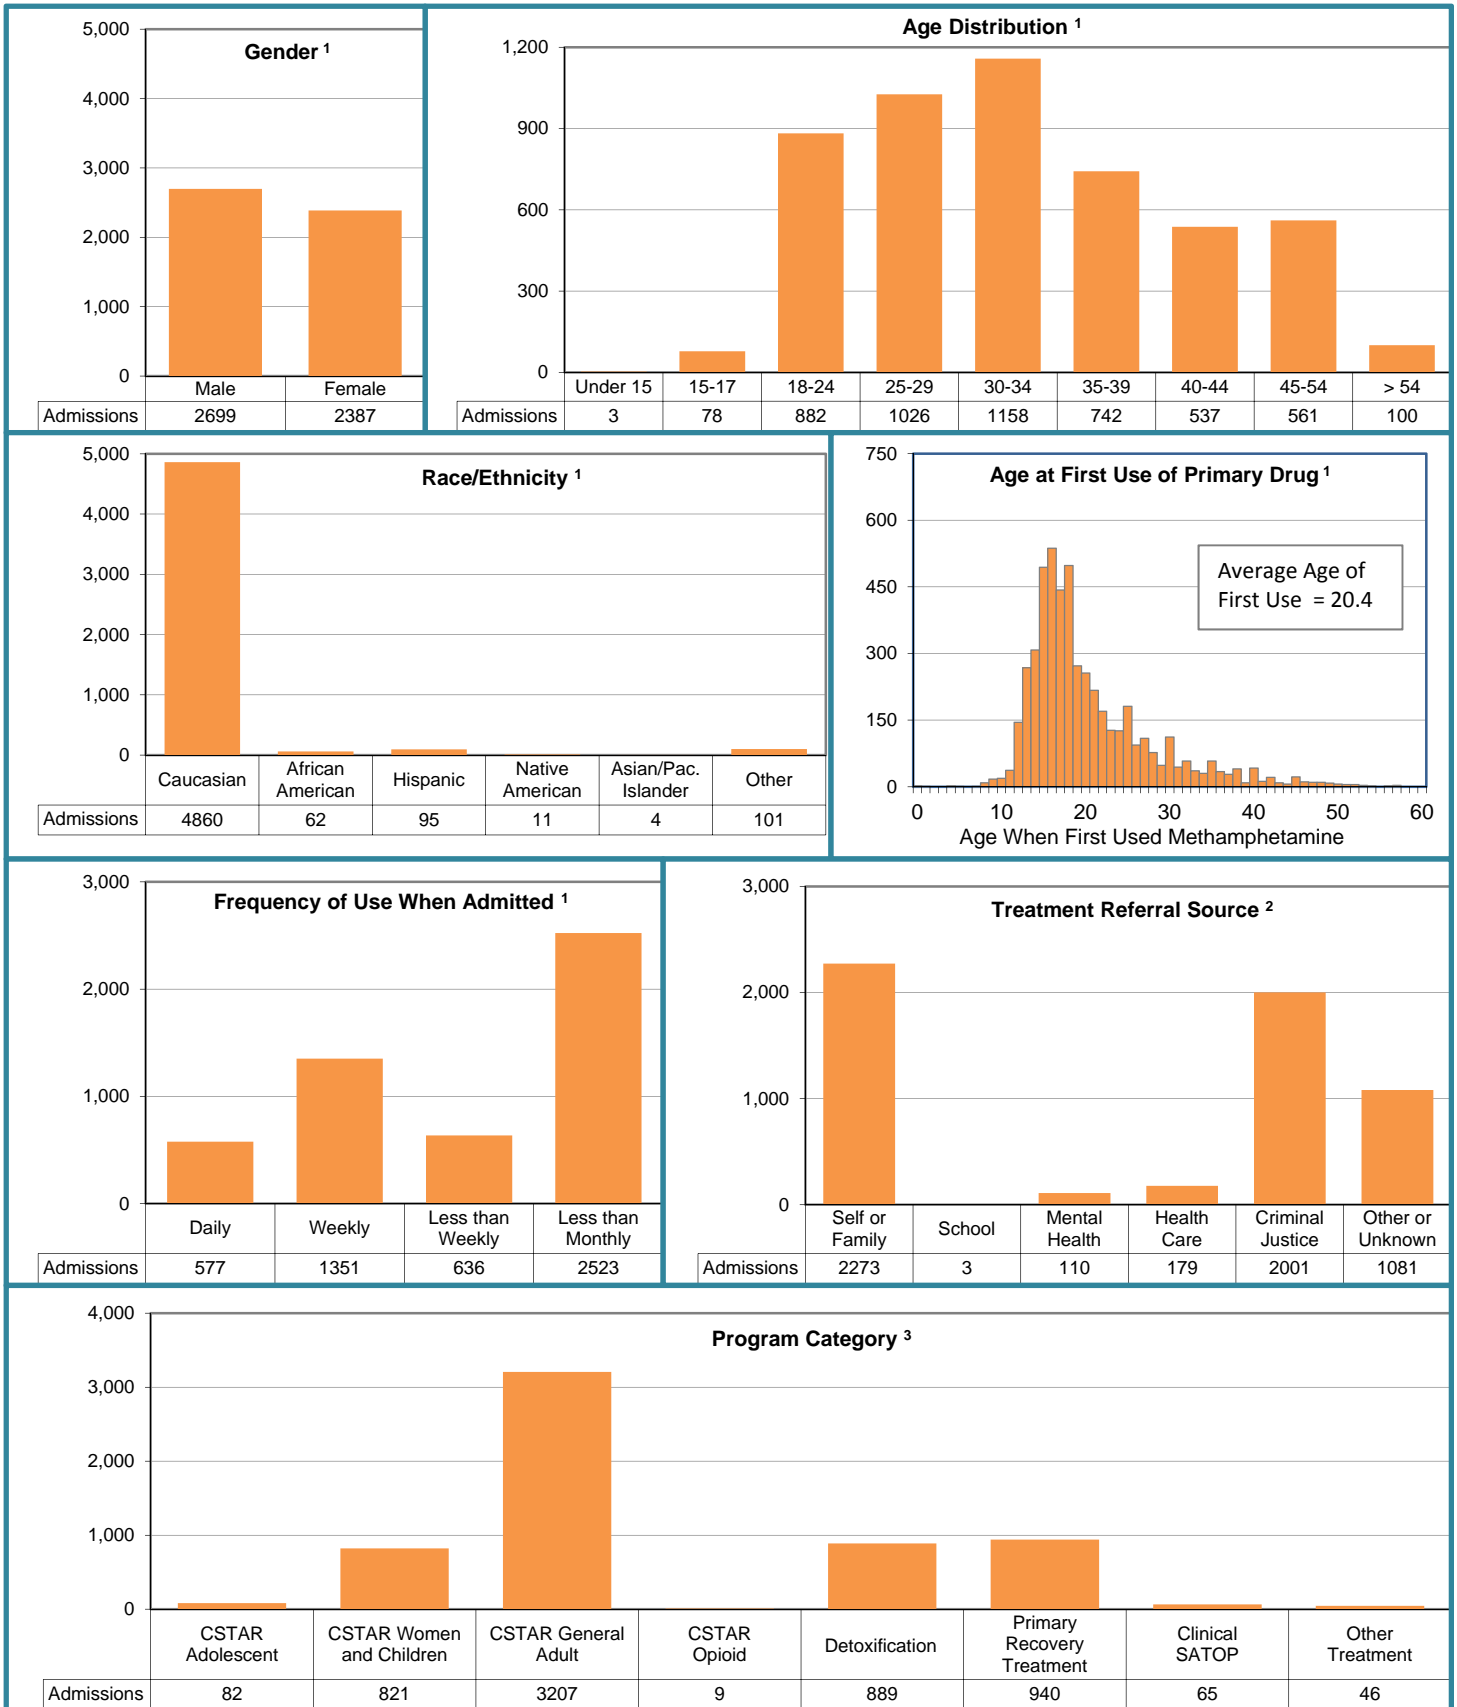 Gender 1
5,000
4,000
3,000
2,000
1,000
0
Male Female
Admissions 2699 2387
Age Distribution 1
1,200
900
600
300
0
Under 15 15-17 18-24 25-29 30-34 35-39 40-44 45-54 > 54
Admissions 3 78 882 1026 1158 742 537 561 100
Race/Ethnicity 1
5,000
4,000
3,000
2,000
1,000
0
Caucasian African American Hispanic Native American Asian/Pac. Islander Other
Admissions 4860 62 95 11 4 101
Age at First Use of Primary Drug 1
750
600
450
300
150
0
Average Age of
First Use = 20.4
0 10 20 30 40 50 60
Age When First Used Methamphetamine
Frequency of Use When Admitted 1
3,000
2,000
1,000
0
Daily Weekly Less than Weekly Less than Monthly
Admissions 577 1351 636 2523
Treatment Referral Source 2
3,000
2,000
1,000
0
Self or Family School Mental Health Health Care Criminal Justice Other or Unknown
Admissions 2273 3 110 179 2001 1081
Program Category 3
4,000
3,000
2,000
1,000
0
CSTAR Adolescent CSTAR Women and Children CSTAR General Adult CSTAR Opioid Detoxification Primary Recovery Treatment Clinical SATOP Other Treatment
Admissions 82 821 3207 9 889 940 65 46